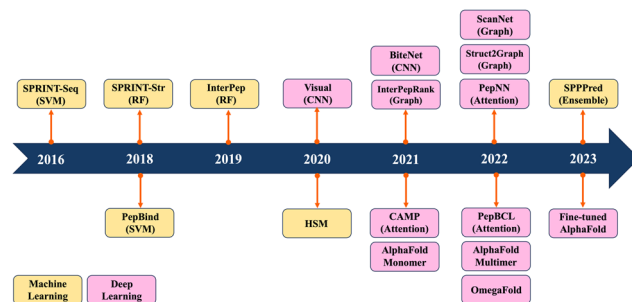 ScanNet
(Graph)
BiteNet
(CNN)
Struct2Graph
(Graph)
SPRINT-Seq
(SVM)
SPRINT-Str
(RF)
InterPep
(RF)
Visual
(CNN)
InterPepRank
(Graph)
PepNN
(Attention)
SPPPred
(Ensemble)
2016
2018
2019
2020
2021
2022
2023
PepBind
(SVM)
HSM
CAMP
(Attention)
PepBCL
(Attention)
Fine-tuned
AlphaFold
AlphaFold
Monomer
AlphaFold
Multimer
OmegaFold
Machine
Learning
Deep
Learning